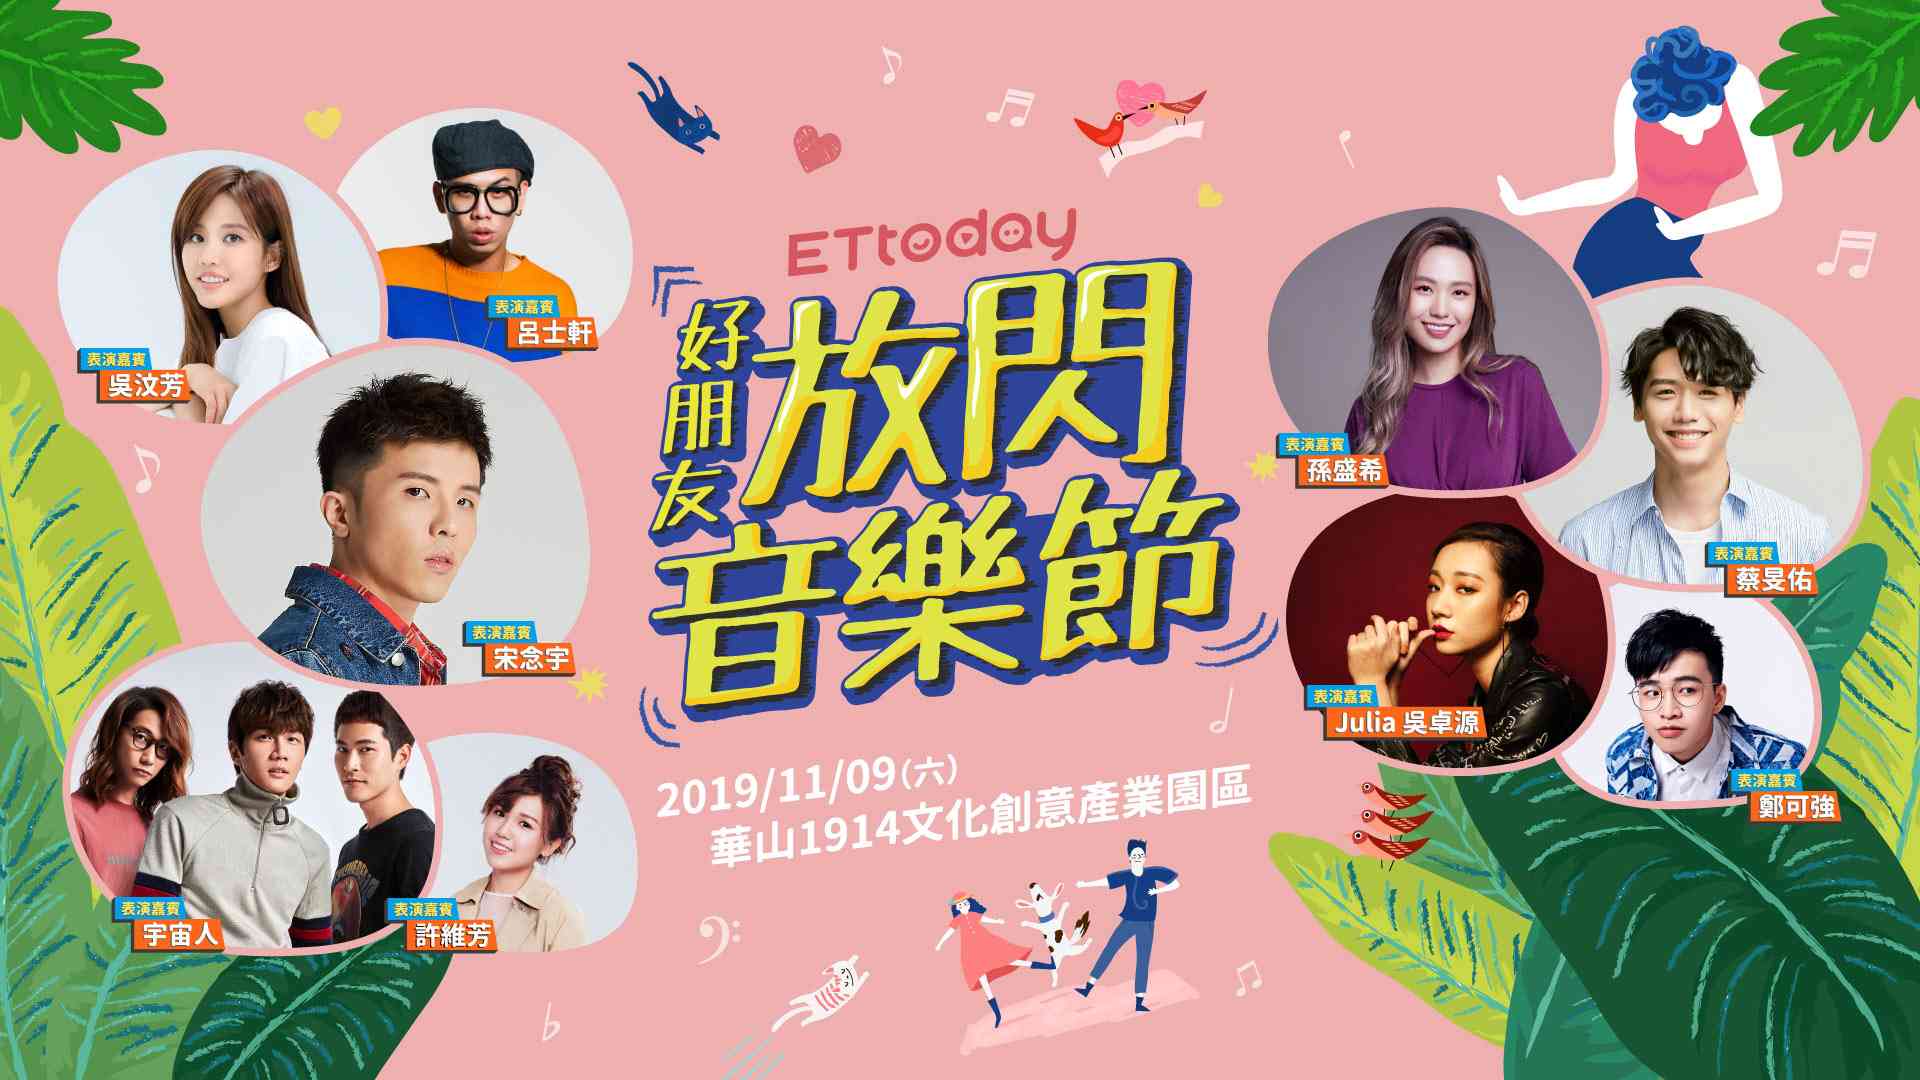 ETtoday
好朋友
放閃
音樂節
2019/11/09(六)
華山1914文化創意產業園區
表演嘉賓
吳汶芳
表演嘉賓
呂士軒
表演嘉賓
宋念宇
表演嘉賓
宇宙人
表演嘉賓
許維芳
表演嘉賓
孫盛希
表演嘉賓
蔡旻佑
表演嘉賓
Julia 吳卓源
表演嘉賓
鄭可強